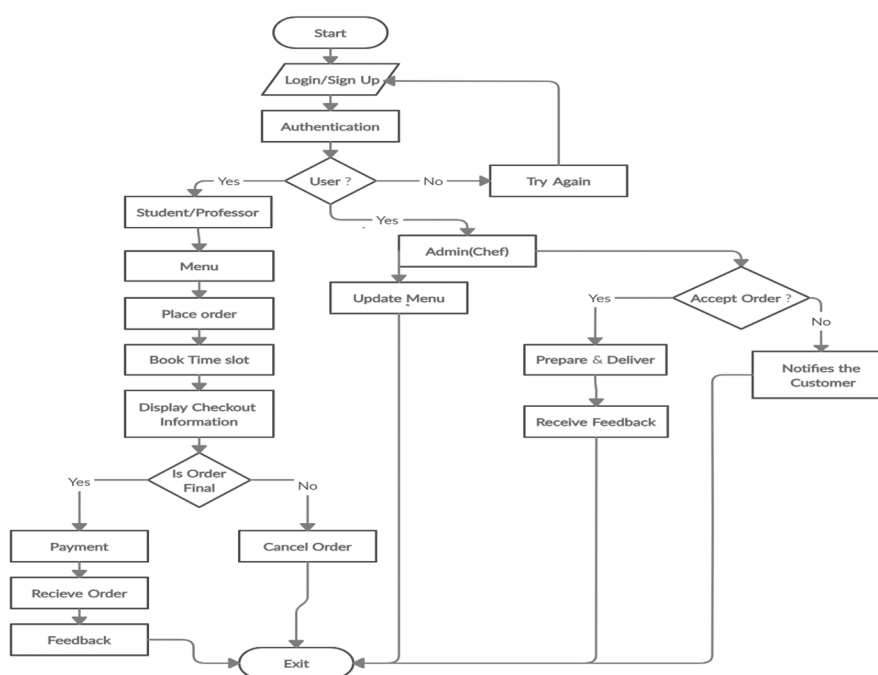 Start
Login/Sign Up
Authentication
User ?
Yes
No
Try Again
Student/Professor
Yes
Admin(Chef)
Menu
Update Menu
Accept Order ?
Yes
No
Place order
Book Time slot
Prepare & Deliver
Notifies the
Customer
Display Checkout
Information
Receive Feedback
Is Order
Final
Yes
No
Payment
Cancel Order
Recieve Order
Feedback
Exit